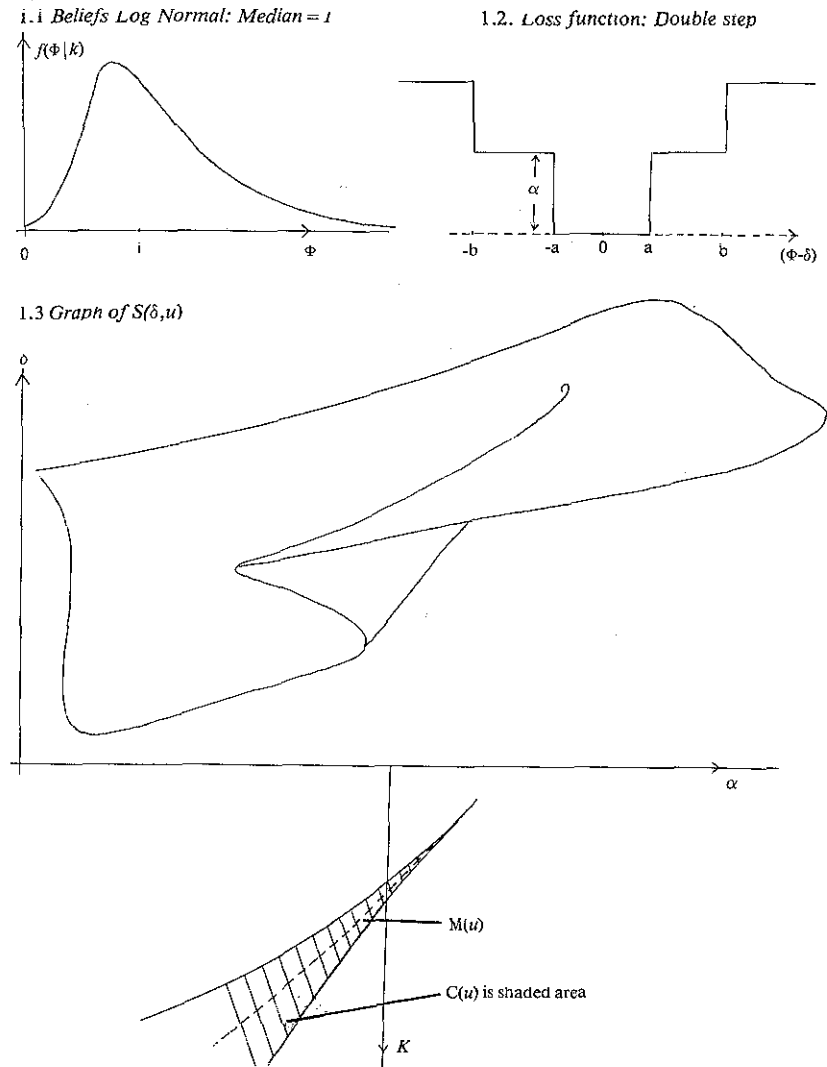 1.1 Beliefs Log Normal: Median = 1
1.2. Loss function: Double step
f(Φ|k)
α
0
1
Φ
-b
-a
0
a
b
(Φ-δ)
1.3 Graph of S(δ,u)
δ
α
M(u)
C(u) is shaded area
K